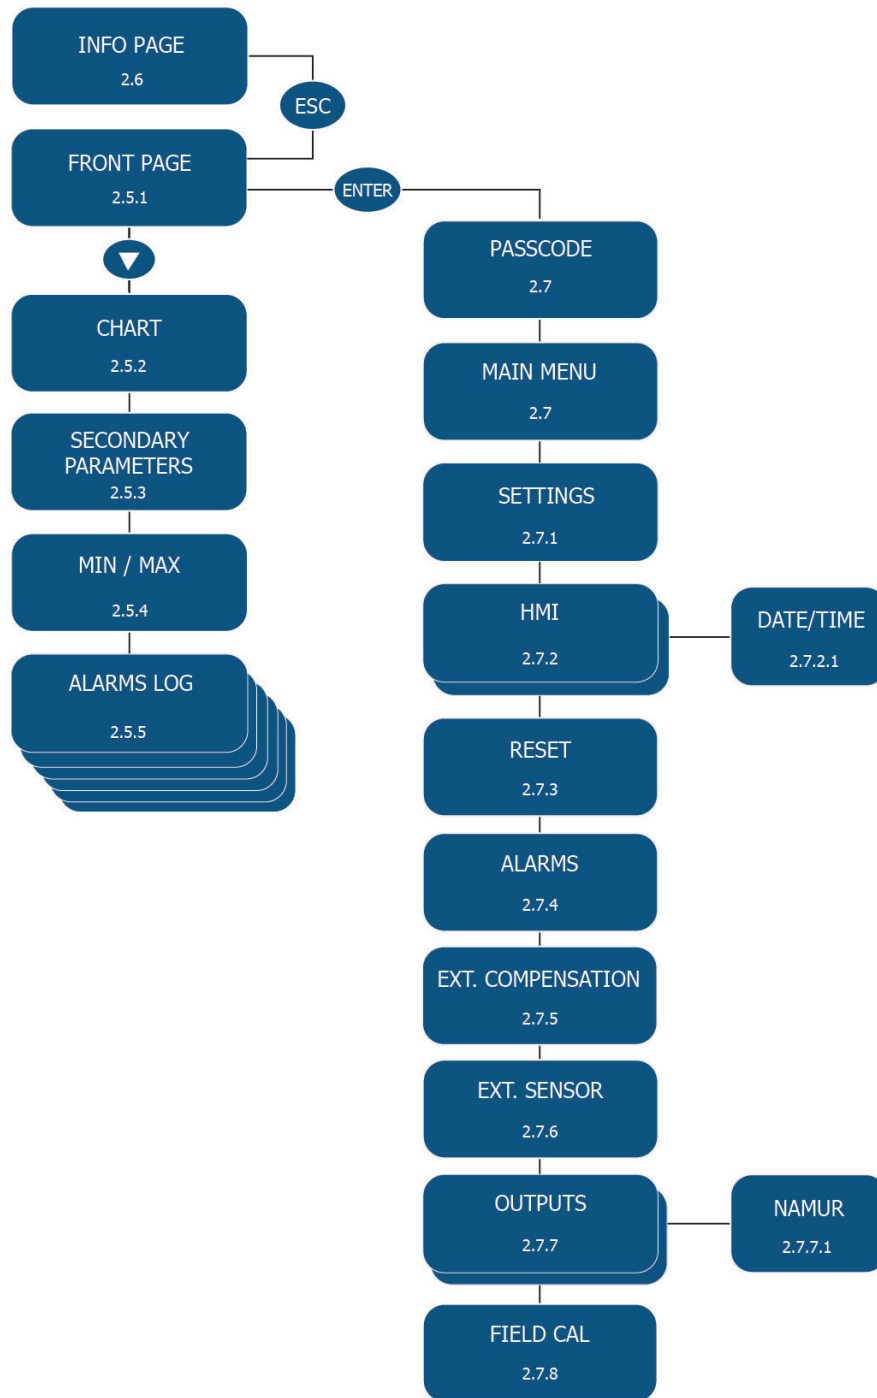 INFO PAGE
2.6
ESC
FRONT PAGE
2.5.1
ENTER
CHART
2.5.2
SECONDARY
PARAMETERS
2.5.3
MIN / MAX
2.5.4
ALARMS LOG
2.5.5
PASSCODE
2.7
MAIN MENU
2.7
SETTINGS
2.7.1
HMI
2.7.2
DATE/TIME
2.7.2.1
RESET
2.7.3
ALARMS
2.7.4
EXT. COMPENSATION
2.7.5
EXT. SENSOR
2.7.6
OUTPUTS
2.7.7
NAMUR
2.7.7.1
FIELD CAL
2.7.8